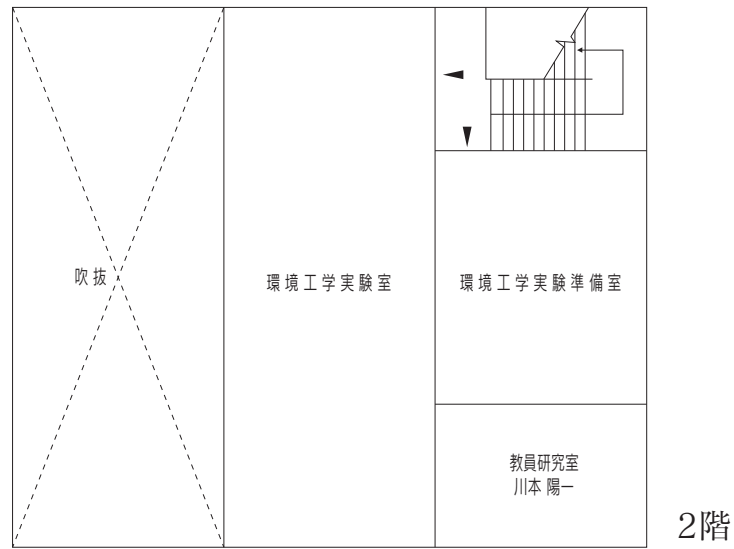 吹抜
環境工学実験室
環境工学実験準備室
教員研究室
川本 陽一
2階